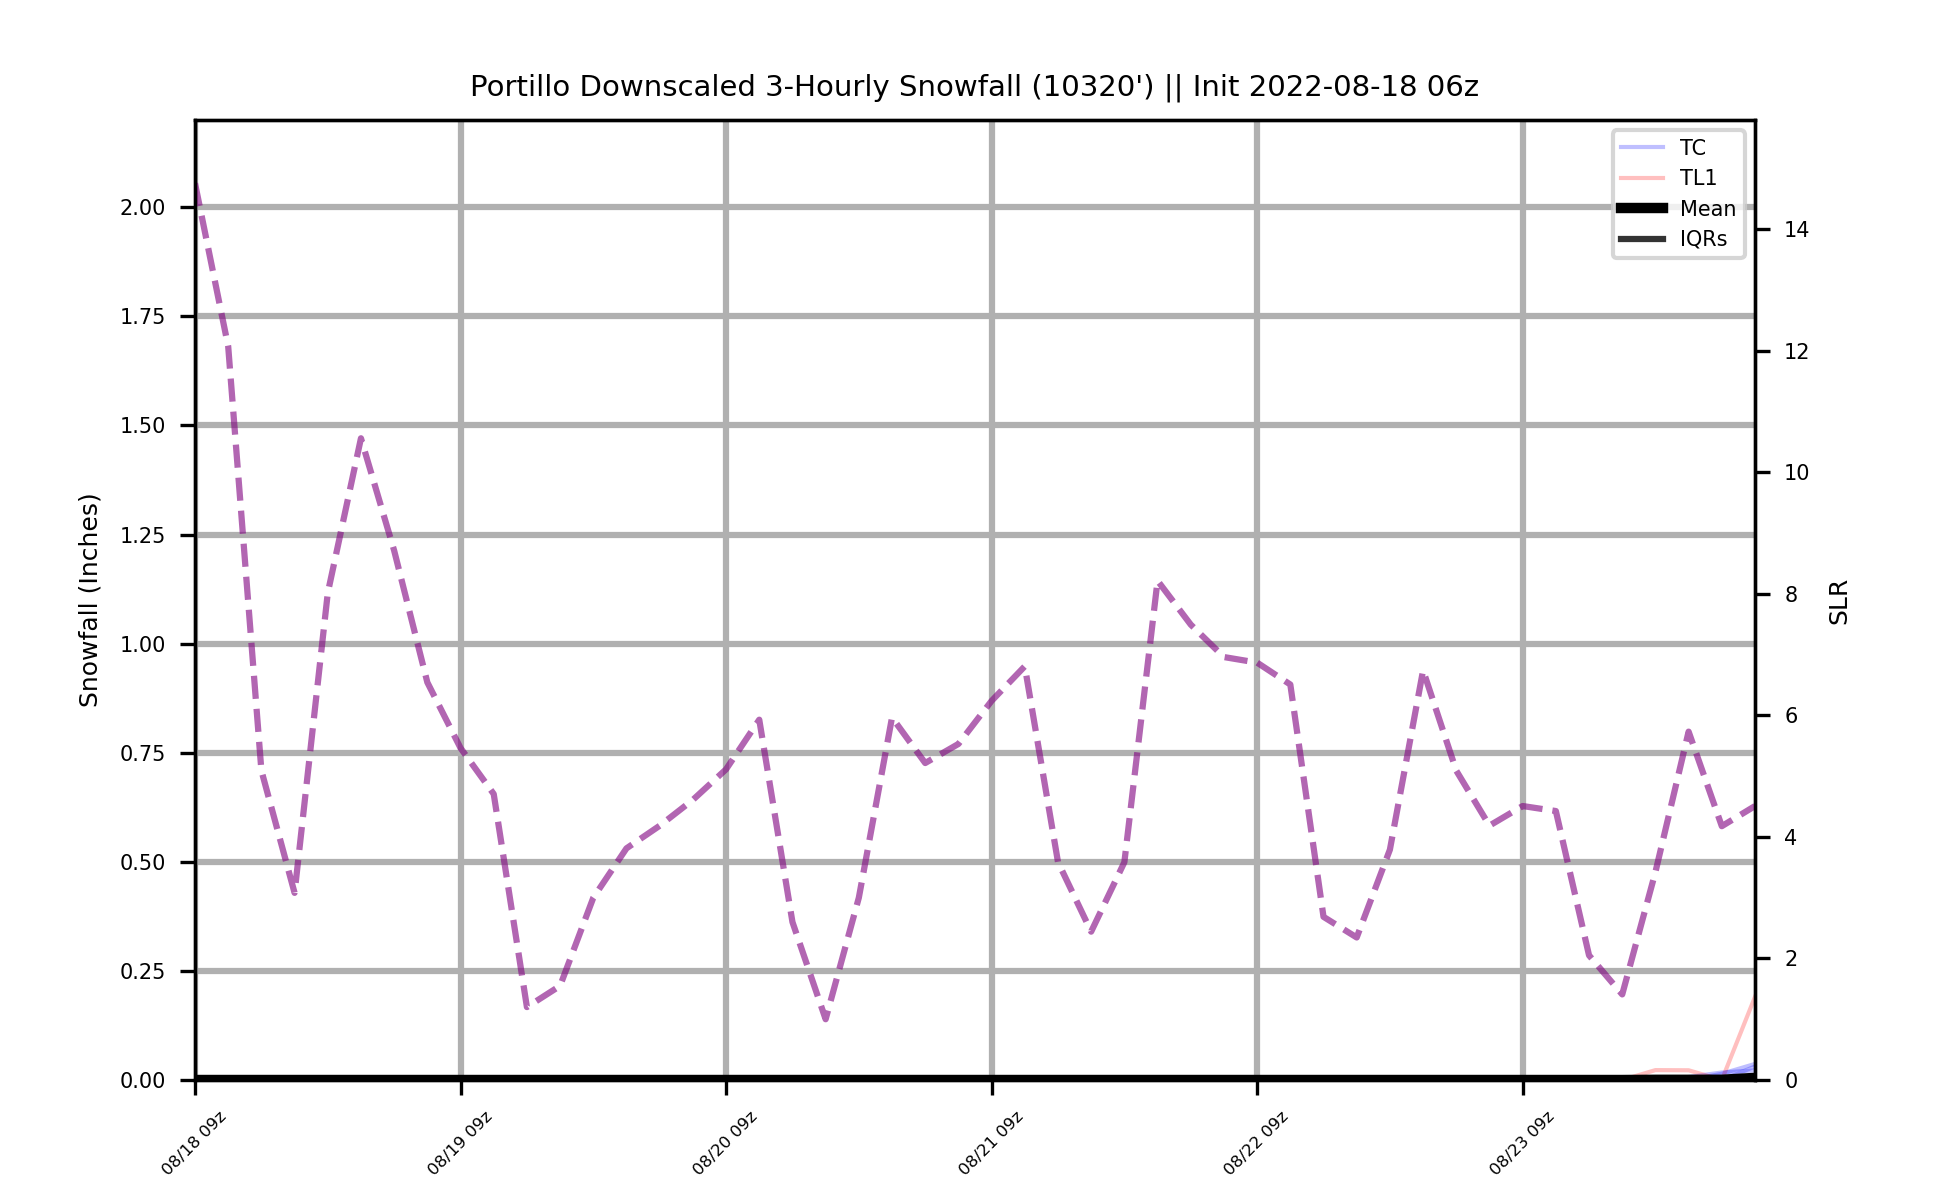 Portillo Downscaled 3-Hourly Snowfall (10320') || Init 2022-08-18 06z
TC
TL1
Mean
IQRs
Snowfall (Inches)
2.00
1.75
1.50
1.25
1.00
0.75
0.50
0.25
0.00
14
12
10
8
6
4
2
0
SLR
08/18 09z
08/19 09z
08/20 09z
08/21 09z
08/22 09z
08/23 09z